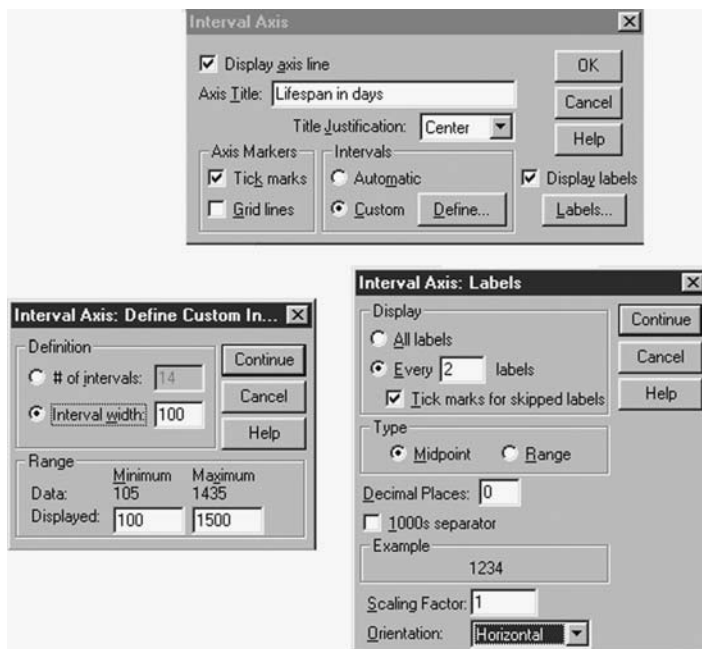 Interval Axis
Display axis line
Axis Title: Lifespan in days
Title Justification: Center
Axis Markers
Tick marks
Grid lines
Intervals
Automatic
Custom Define...
OK
Cancel
Help
Display labels
Labels...
Interval Axis: Define Custom In...
Definition
# of intervals: 14
Interval width: 100
Continue
Cancel
Help
Range
Minimum Maximum
Data: 105 1435
Displayed: 100 1500
Interval Axis: Labels
Display
All labels
Every 2 labels
Tick marks for skipped labels
Continue
Cancel
Help
Type
Midpoint Range
Decimal Places: 0
1000s separator
Example
1234
Scaling Factor: 1
Orientation: Horizontal